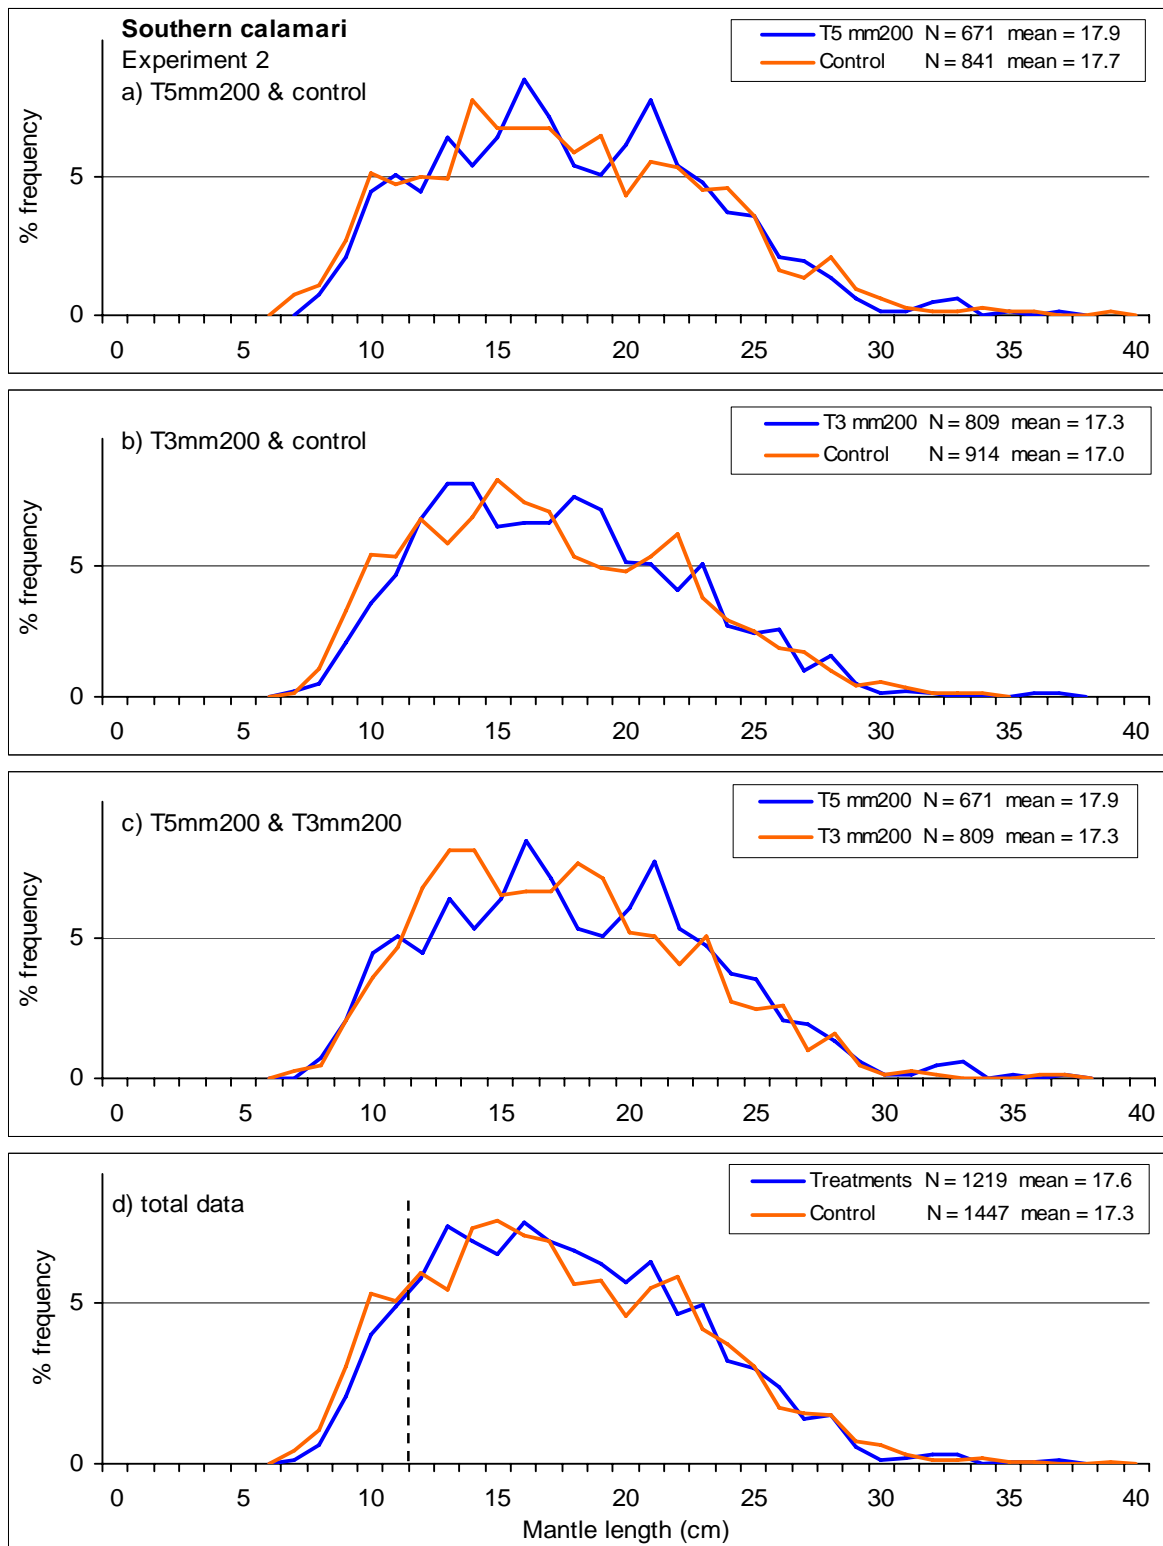 Southern calamari
Experiment 2
a) T5mm200 & control
T5 mm200 N = 671 mean = 17.9
Control N = 841 mean = 17.7
% frequency
5
0
0 5 10 15 20 25 30 35 40
b) T3mm200 & control
T3 mm200 N = 809 mean = 17.3
Control N = 914 mean = 17.0
% frequency
5
0
0 5 10 15 20 25 30 35 40
c) T5mm200 & T3mm200
T5 mm200 N = 671 mean = 17.9
T3 mm200 N = 809 mean = 17.3
% frequency
5
0
0 5 10 15 20 25 30 35 40
d) total data
Treatments N = 1219 mean = 17.6
Control N = 1447 mean = 17.3
% frequency
5
0
0 5 10 15 20 25 30 35 40
Mantle length (cm)